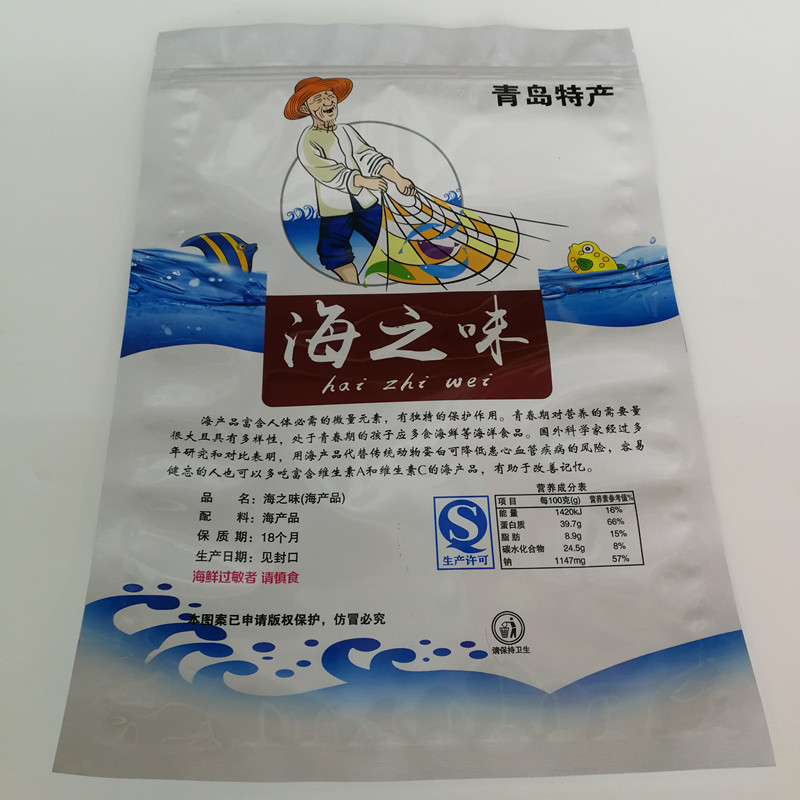 青岛特产
海之味
hai zhi wei
海产品富含人体必需的微量元素，有独特的保护作用。青春期对营养的需要量
很大且具有多样性，处于青春期的孩子应多食海鲜等海洋食品。国外科学家经过多
年研究和对比表明，用海产品代替传统动物蛋白可降低患心血管疾病的风险，容易
健忘的人也可以多吃富含维生素A和维生素C的海产品，有助于改善记忆。
品 名：海之味(海产品)
配 料：海产品
保 质 期：18个月
生产日期：见封口
海鲜过敏者 请慎食
生产许可
营养成分表
项目 每100克(g) 营养素参考值%
能量 1420kJ 16%
蛋白质 39.7g 66%
脂肪 8.9g 15%
碳水化合物 24.5g 8%
钠 1147mg 57%
本图案已申请版权保护，仿冒必究
请保持卫生